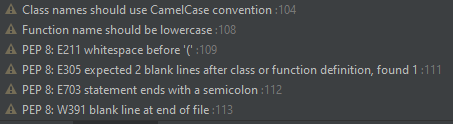 Class names should use CamelCase convention :104
Function name should be lowercase :108
PEP 8: E211 whitespace before '(' :109
PEP 8: E305 expected 2 blank lines after class or function definition, found 1 :111
PEP 8: E703 statement ends with a semicolon :112
PEP 8: W391 blank line at end of file :113